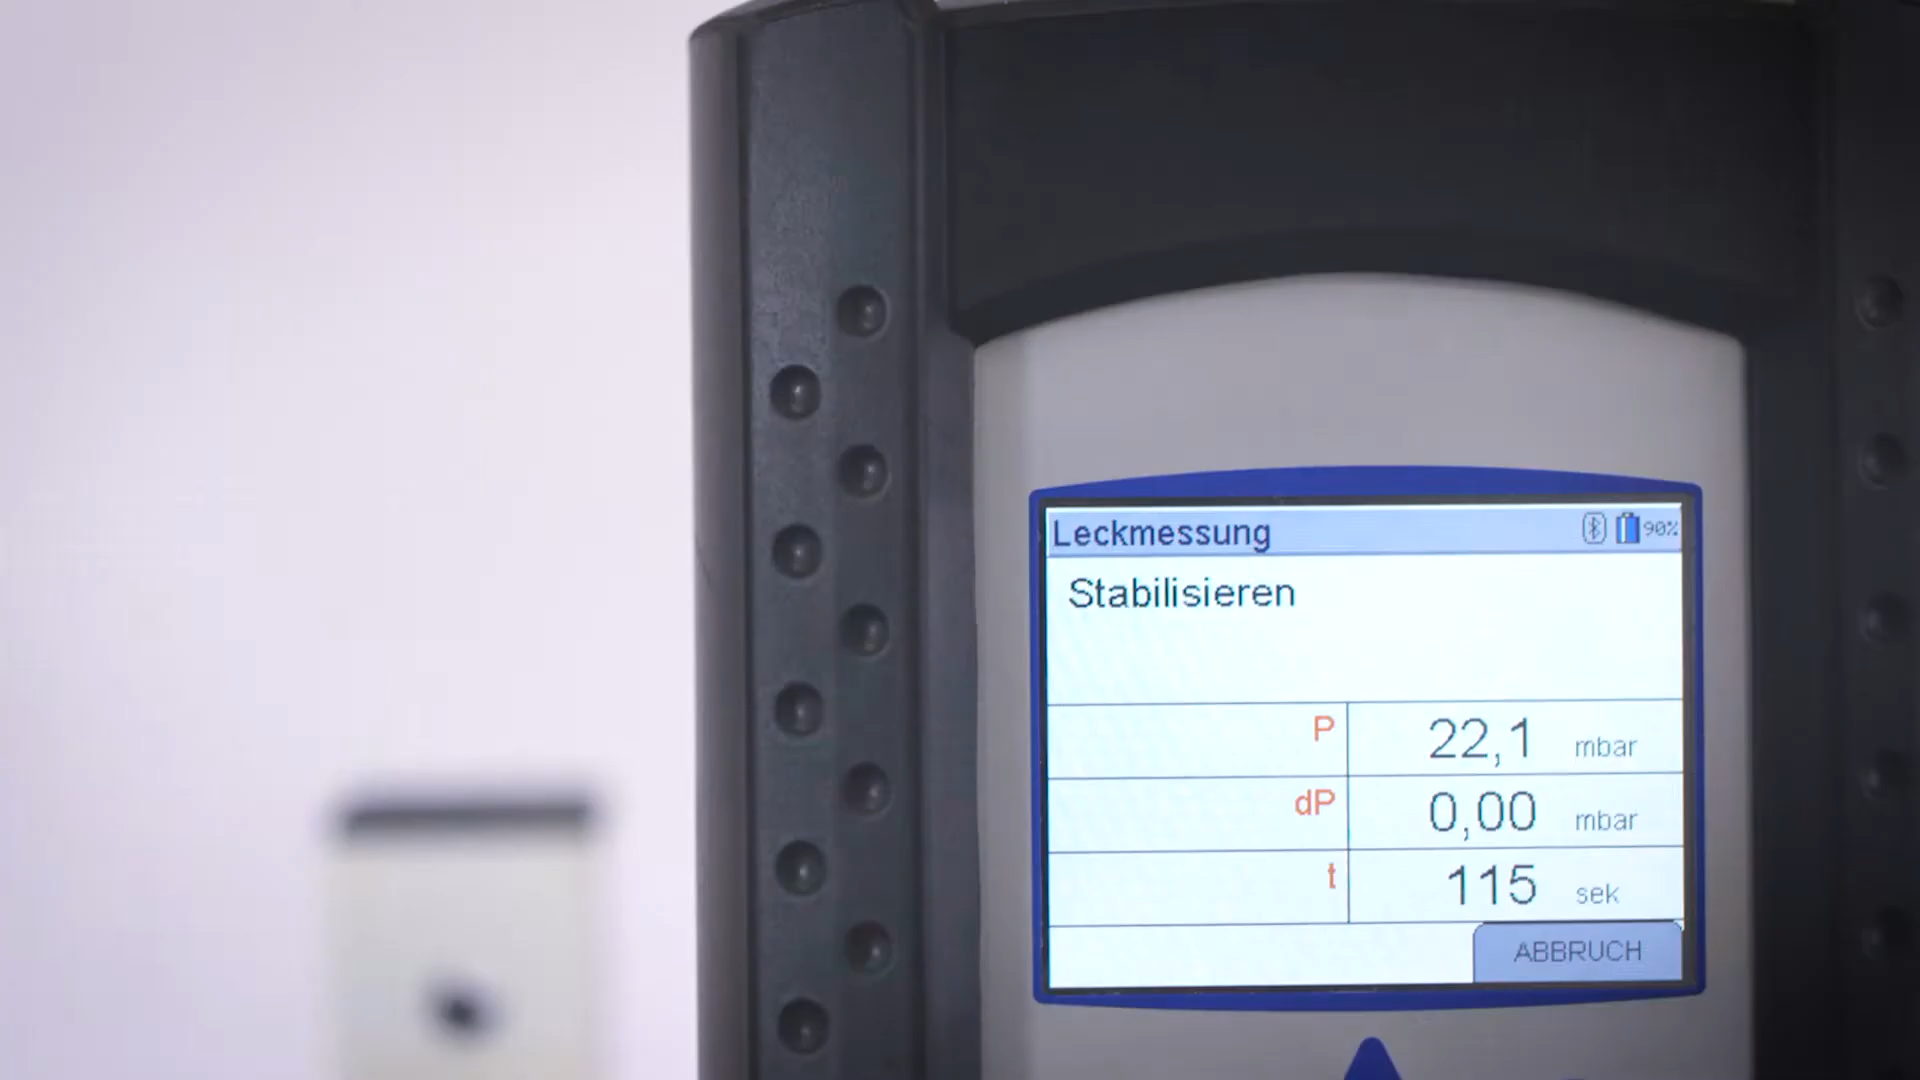 Leckmessung 90%
Stabilisieren
P 22,1 mbar
dP 0,00 mbar
t 115 sek
ABBRUCH